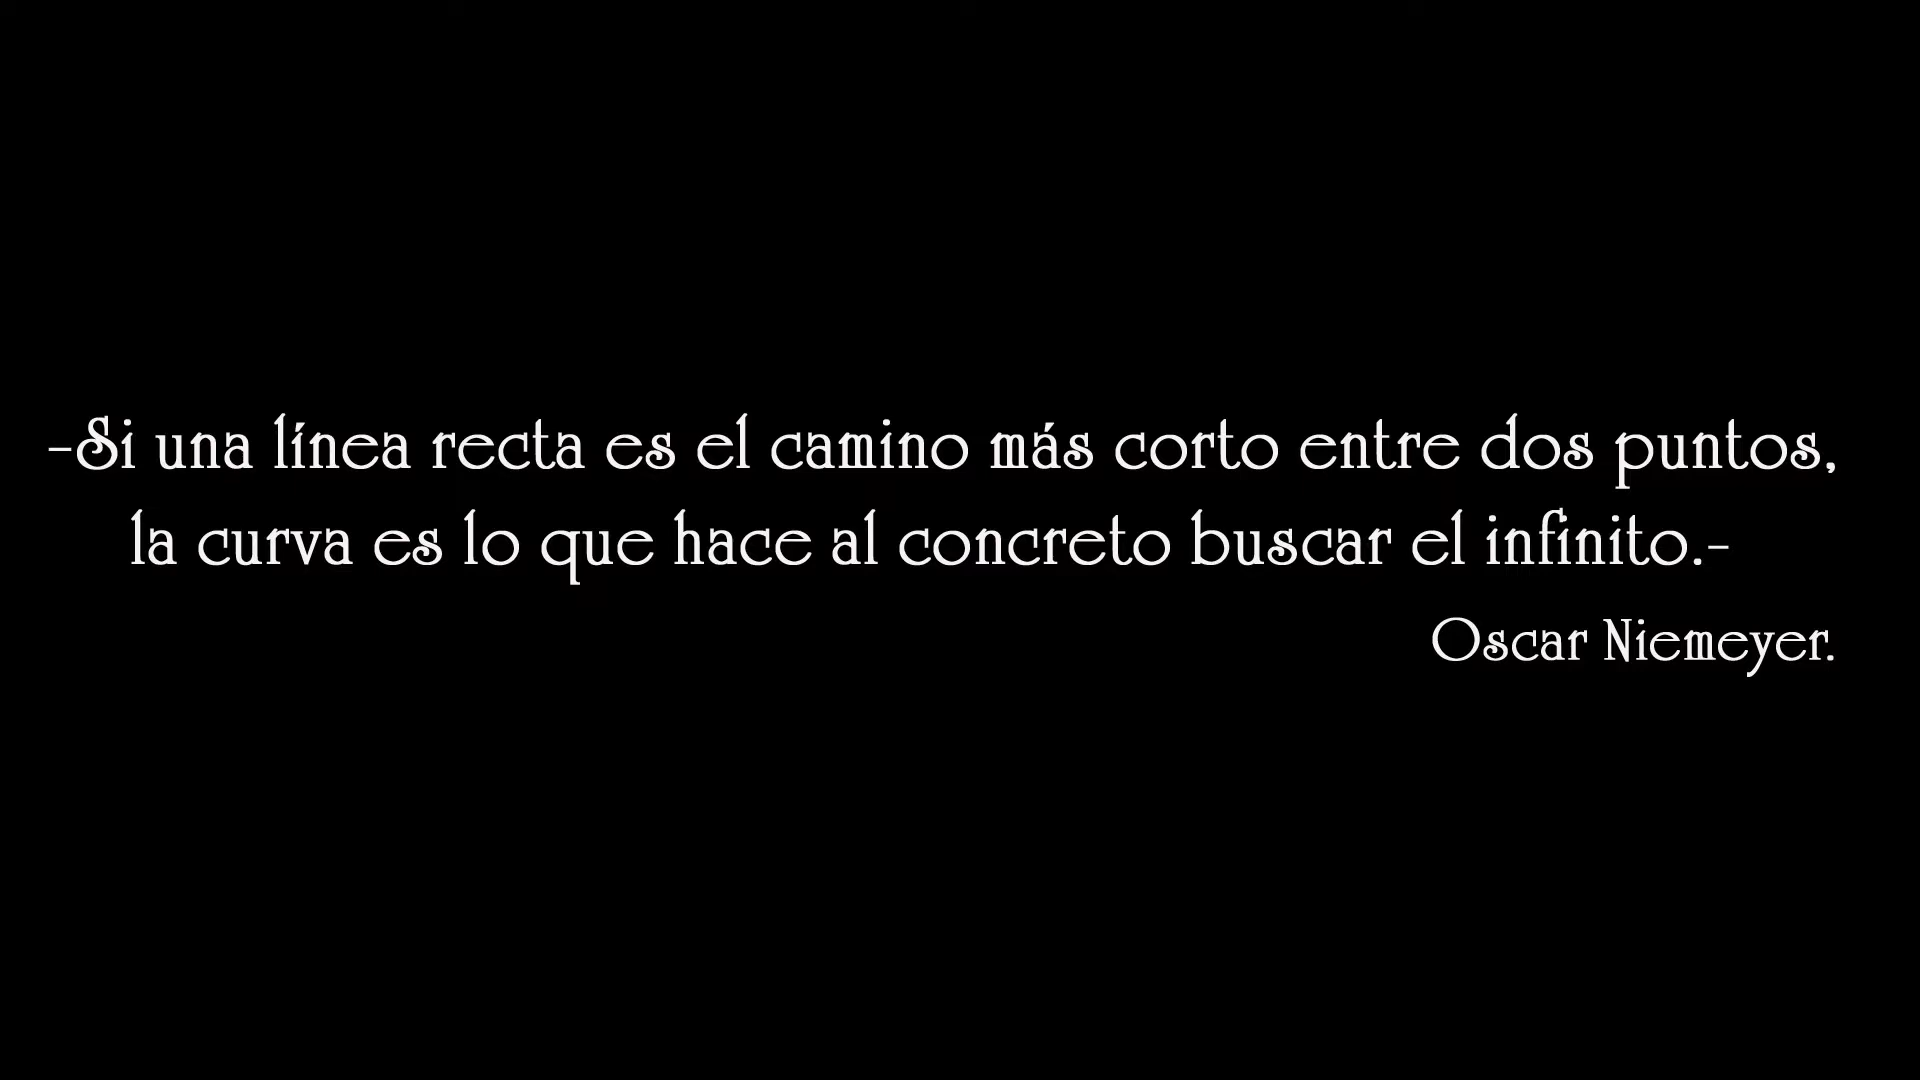 -Si una línea recta es el camino más corto entre dos puntos,
la curva es lo que hace al concreto buscar el infinito.-
Oscar Niemeyer.